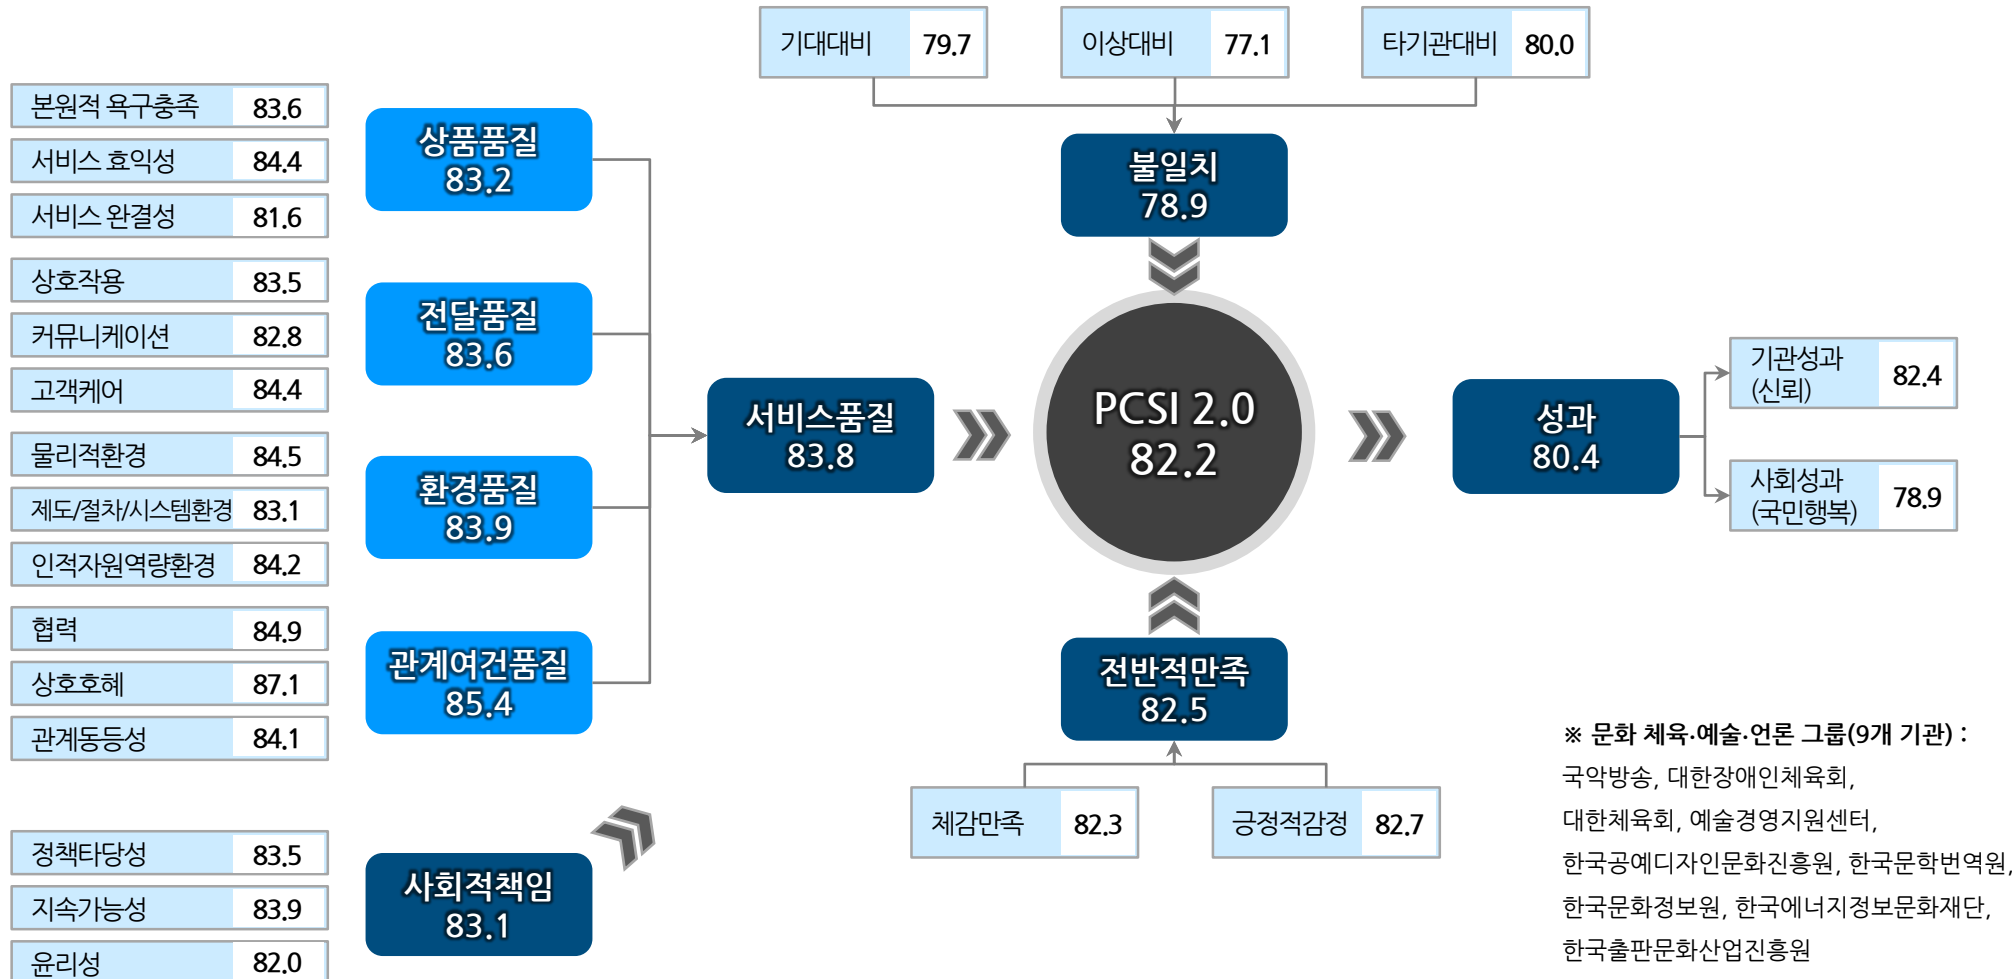 기대대비 79.7
이상대비 77.1
타기관대비 80.0
본원적 욕구충족 83.6
서비스 효익성 84.4
서비스 완결성 81.6
상호작용 83.5
커뮤니케이션 82.8
고객케어 84.4
물리적환경 84.5
제도/절차/시스템환경 83.1
인적자원역량환경 84.2
협력 84.9
상호호혜 87.1
관계동등성 84.1
정책타당성 83.5
지속가능성 83.9
윤리성 82.0
상품품질
83.2
전달품질
83.6
환경품질
83.9
관계여건품질
85.4
사회적책임
83.1
서비스품질
83.8
불일치
78.9
PCSI 2.0
82.2
전반적만족
82.5
체감만족 82.3
긍정적감정 82.7
성과
80.4
기관성과
(신뢰)
82.4
사회성과
(국민행복)
78.9
※ 문화 체육·예술·언론 그룹(9개 기관) :
국악방송, 대한장애인체육회,
대한체육회, 예술경영지원센터,
한국공예디자인문화진흥원, 한국문학번역원,
한국문화정보원, 한국에너지정보문화재단,
한국출판문화산업진흥원